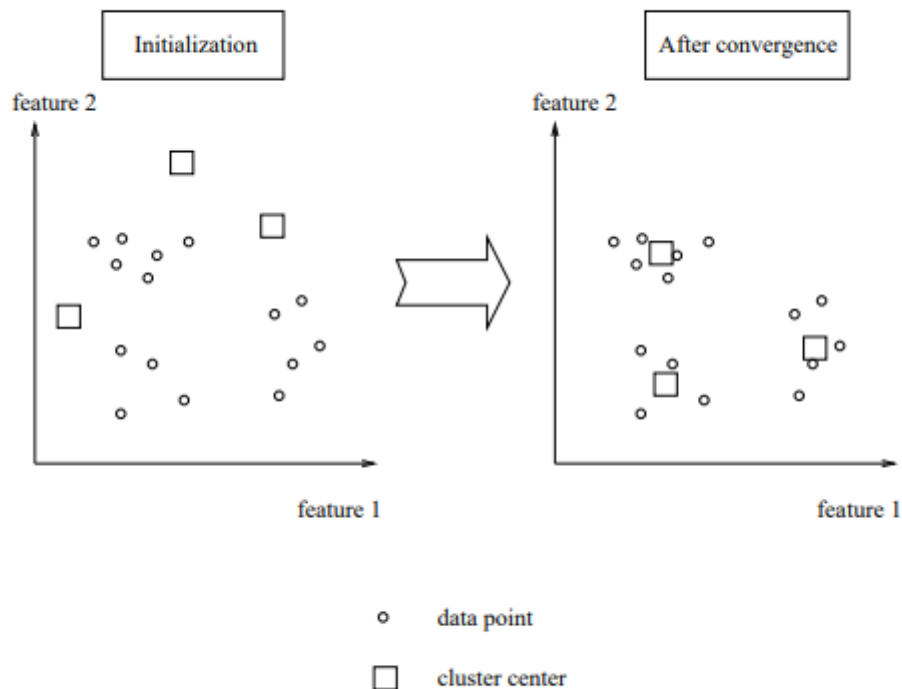 Initialization
After convergence
feature 2
feature 2
feature 1
feature 1
data point
cluster center